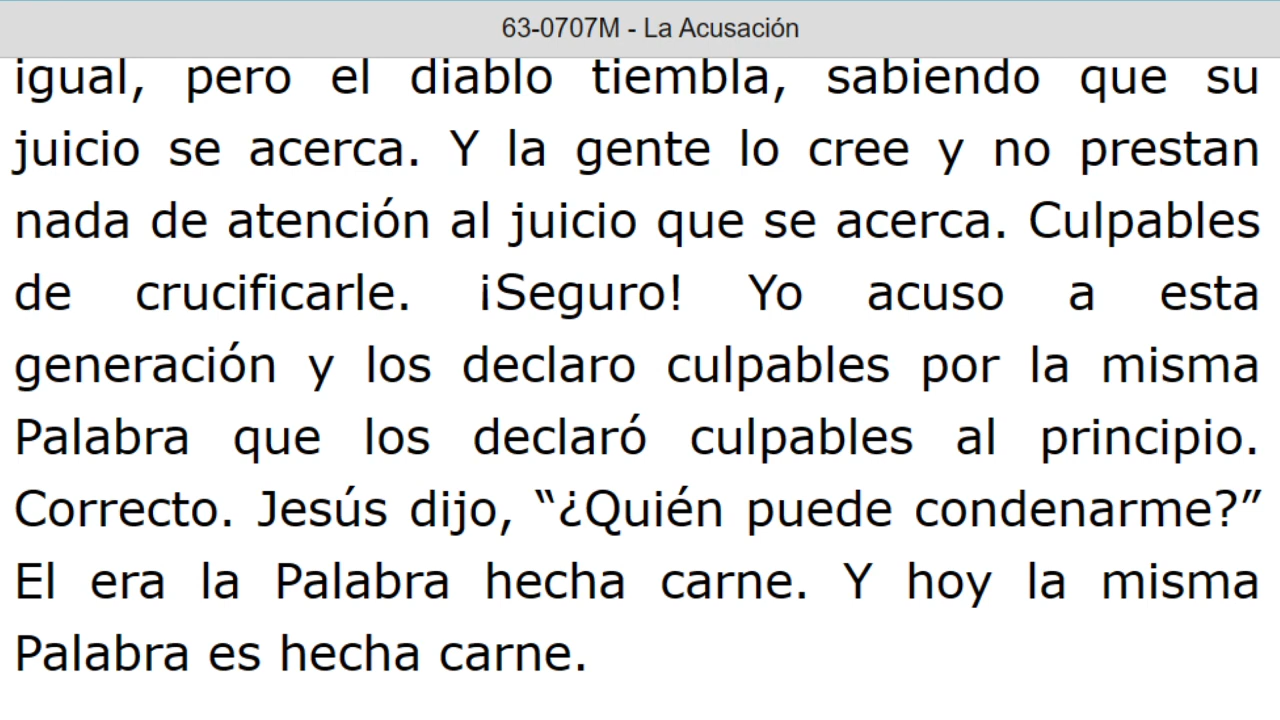 63-0707M - La Acusación
igual, pero el diablo tiembla, sabiendo que su
juicio se acerca. Y la gente lo cree y no prestan
nada de atención al juicio que se acerca. Culpables
de crucificarle. ¡Seguro! Yo acuso a esta
generación y los declaro culpables por la misma
Palabra que los declaró culpables al principio.
Correcto. Jesús dijo, “¿Quién puede condenarme?”
El era la Palabra hecha carne. Y hoy la misma
Palabra es hecha carne.